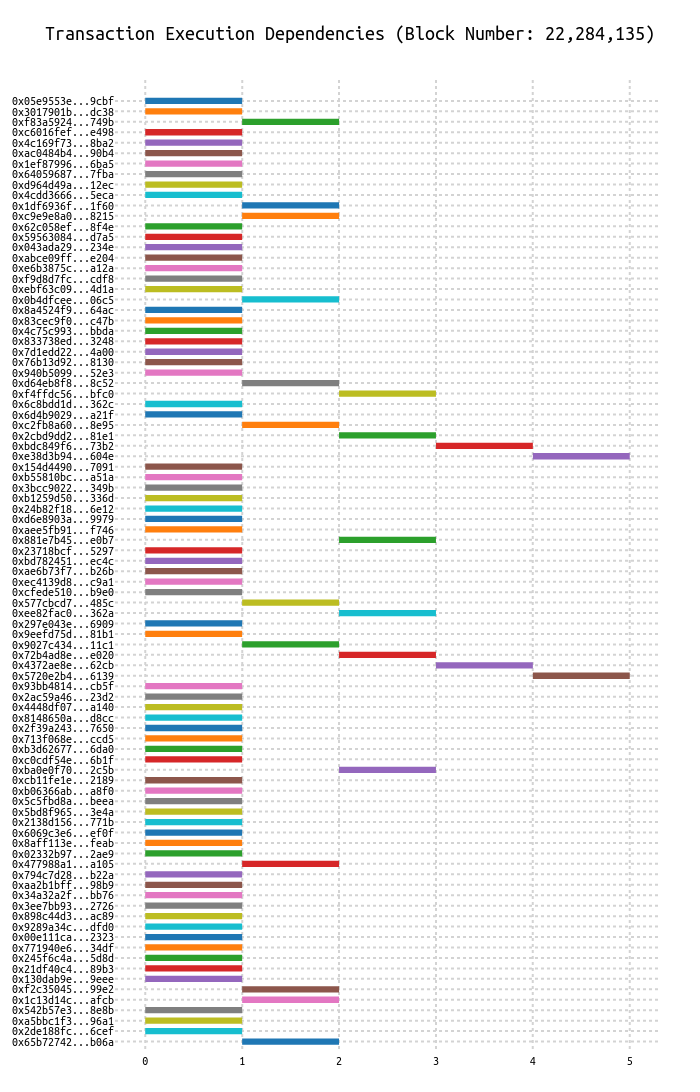 Transaction Execution Dependencies (Block Number: 22,284,135)
0x05e9553e...9cbf
0x3017901b...dc38
0xf83a5924...749b
0xc6016fef...e498
0x4c169f73...8ba2
0xac0484b4...90b4
0x1ef87996...6ba5
0x64059687...7fba
0xd964d49a...12ec
0x4cdd3666...5eca
0x1df6936f...1f60
0xc9e9e8a0...8215
0x62c058ef...8f4e
0x59563084...d7a5
0x043ada29...234e
0xabce09ff...e204
0xe6b3875c...a12a
0xf9d8d7fc...cdf8
0xebf63c09...4d1a
0x0b4dfcee...06c5
0x8a4524f9...64ac
0x83cec9f0...c47b
0x4c75c993...bbda
0x833738ed...3248
0x7d1edd22...4a00
0x76b13d92...8130
0x940b5099...52e3
0xd64eb8f8...8c52
0xf4ffdc56...bfc0
0x6c8bdd1d...362c
0x6d4b9029...a21f
0xc2fb8a60...8e95
0x2cbd9dd2...81e1
0xbdc849f6...73b2
0xe38d3b94...604e
0x154d4490...7091
0xb55810bc...a51a
0x3bcc9022...349b
0xb1259d50...336d
0x24b82f18...6e12
0xd6e8903a...9979
0xaee5fb91...f746
0x881e7b45...e0b7
0x23718bcf...5297
0xbd782451...ec4c
0xae6b73f7...b26b
0xec4139d8...c9a1
0xcfede510...b9e0
0x577cbcd7...485c
0xee82fac0...362a
0x297e043e...6909
0x9eefd75d...81b1
0x9027c434...11c1
0x72b4ad8e...e020
0x4372ae8e...62cb
0x5720e2b4...6139
0x93bb4814...cb5f
0x2ac59a46...23d2
0x4448df07...a140
0x8148650a...d8cc
0x2f39a243...7650
0x713f068e...ccd5
0xb3d62677...6da0
0xc0cdf54e...6b1f
0xba0e0f70...2c5b
0xcb11fe1e...2189
0xb06366ab...a8f0
0x5c5fbd8a...beea
0x5bd8f965...3e4a
0x2138d156...771b
0x6069c3e6...ef0f
0x8aff113e...feab
0x02332b97...2ae9
0x477988a1...a105
0x794c7d28...b22a
0xaa2b1bff...98b9
0x34a32a2f...bb76
0x3ee7bb93...2726
0x898c44d3...ac89
0x9289a34c...dfd0
0x00e111ca...2323
0x771940e6...34df
0x245f6c4a...5d8d
0x21df40c4...89b3
0x130dab9e...9eee
0xf2c35045...99e2
0x1c13d14c...afcb
0x542b57e3...8e8b
0xa5bbc1f3...96a1
0x2de188fc...6cef
0x65b72742...b06a
0 1 2 3 4 5